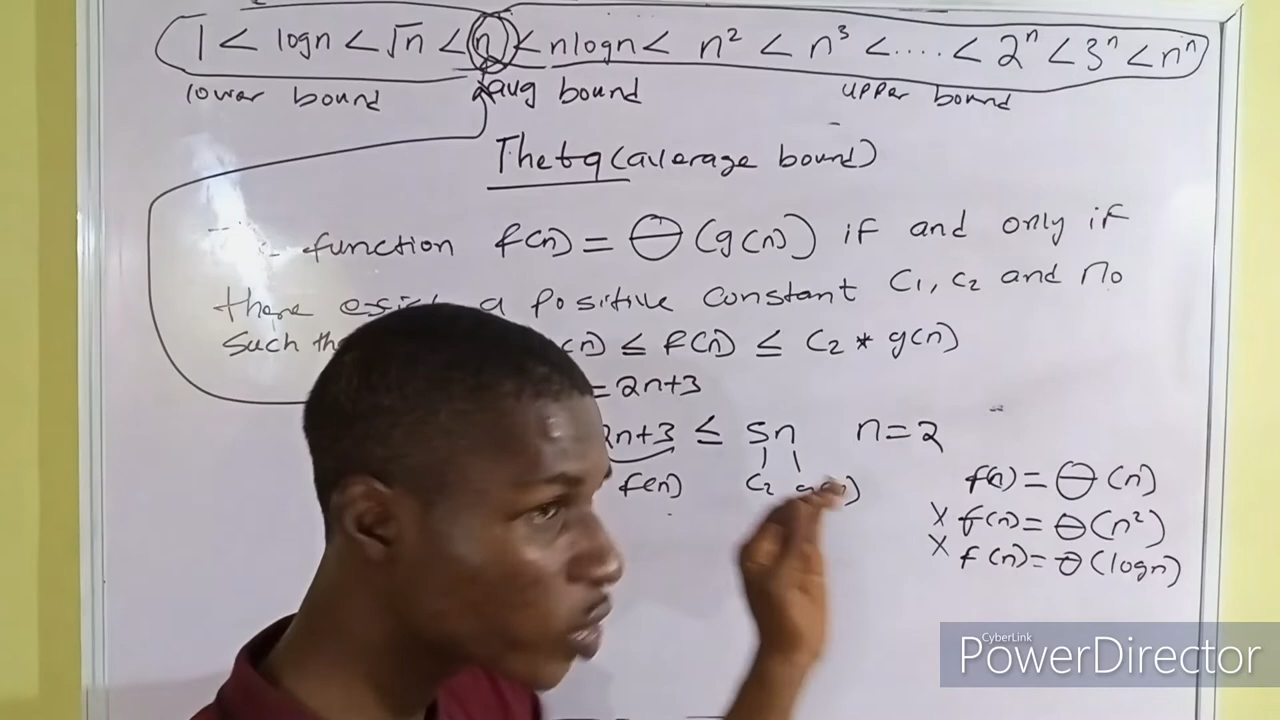 1 < logn < √n < n < nlogn < n² < n³ < .... < 2ⁿ < 3ⁿ < nⁿ
lower bound avg bound upper bound
Theta (average bound)
function f(n) = Θ (g(n)) if and only if
there exist a positive constant C1, C2 and no
Such (n) ≤ f(n) ≤ C2 * g(n)
= 2n+3
2n+3 ≤ 5n n=2
f(n) C2
f(n) = Θ (n)
X f(n) = Θ (n²)
X f(n) = Θ (logn)
CyberLink
PowerDirector